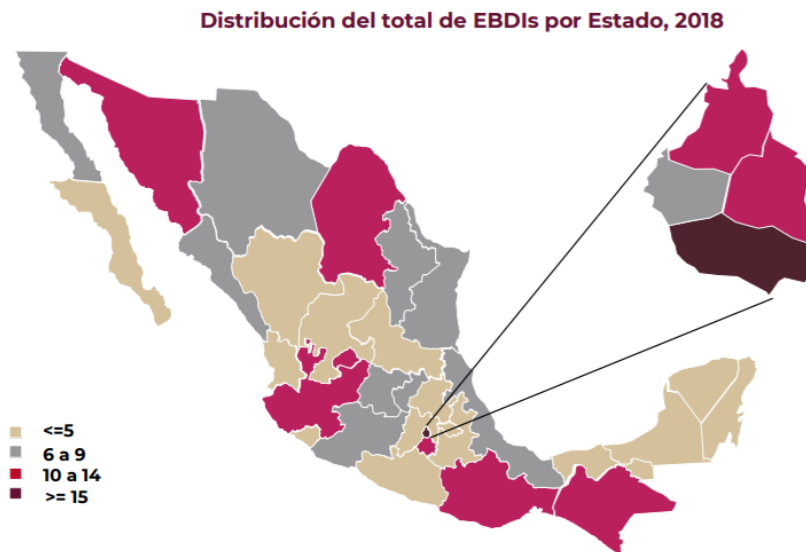 Distribución del total de EBDIs por Estado, 2018
<=5
6 a 9
10 a 14
>= 15